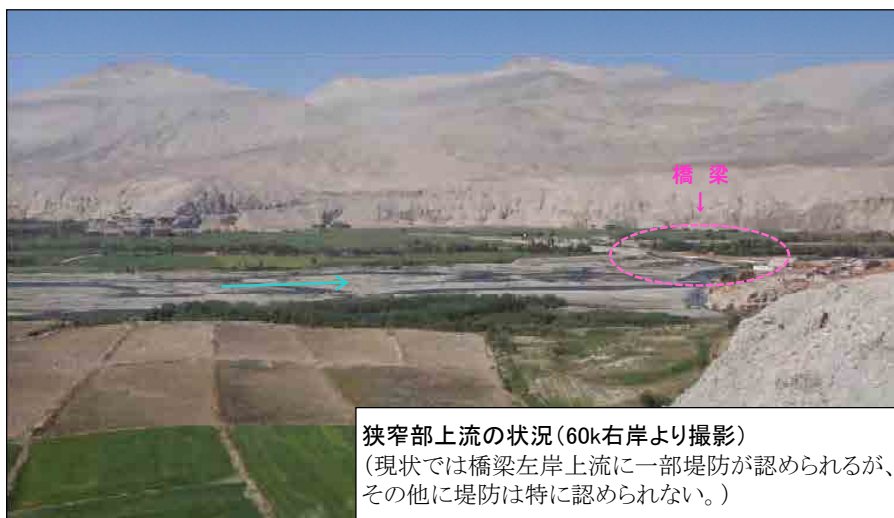 橋 梁
狭窄部上流の状況(60k右岸より撮影)
(現状では橋梁左岸上流に一部堤防が認められるが、
その他に堤防は特に認められない。)